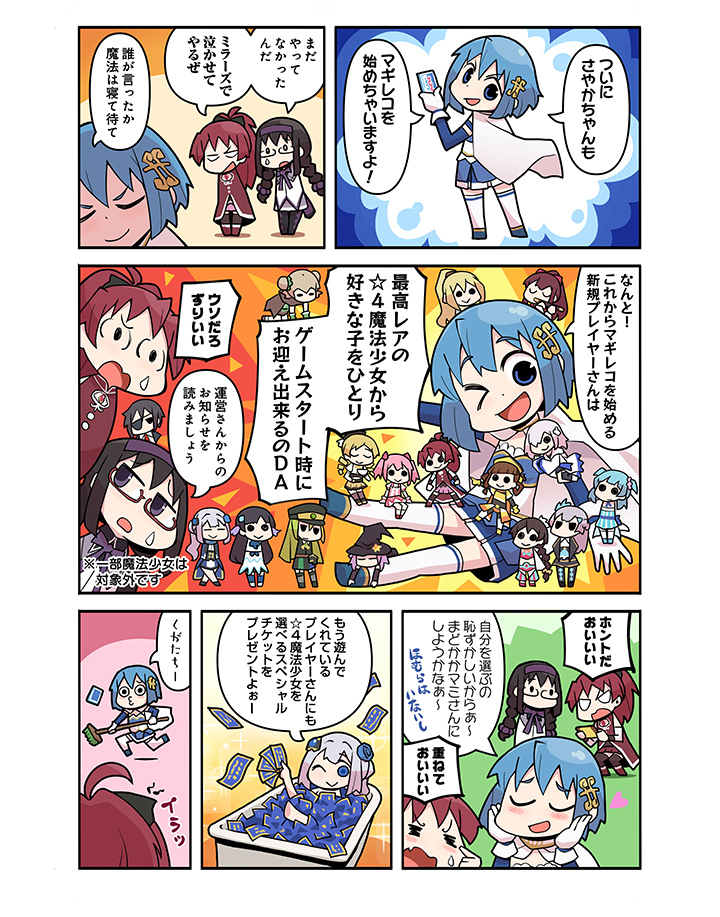 ついに
さやかちゃんも
マギレコを
始めちゃいますよ!
まだ
やって
なかった
んだ
ミラーズで
泣かせて
やるぜ
誰が言ったか
魔法は寝て待て
なんと!
これからマギレコを始める
新規プレイヤーさんは
最高レアの
☆4魔法少女から
好きな子をひとり
ゲームスタート時に
お迎え出来るのDA
ウソだろ
ずりいい
運営さんからの
お知らせを
読みましょう
※一部魔法少女は
対象外です
ホントだ
おいいい
自分を選ぶの
恥ずかしいからぁ〜
まどかかマミさんに
しようかなぁ〜
ほむらは
いないし
重ねて
おいいい
もう遊んで
くれている
プレイヤーさんにも
☆4魔法少女を
選べるスペシャル
チケットを
プレゼントよぉー
イラッ